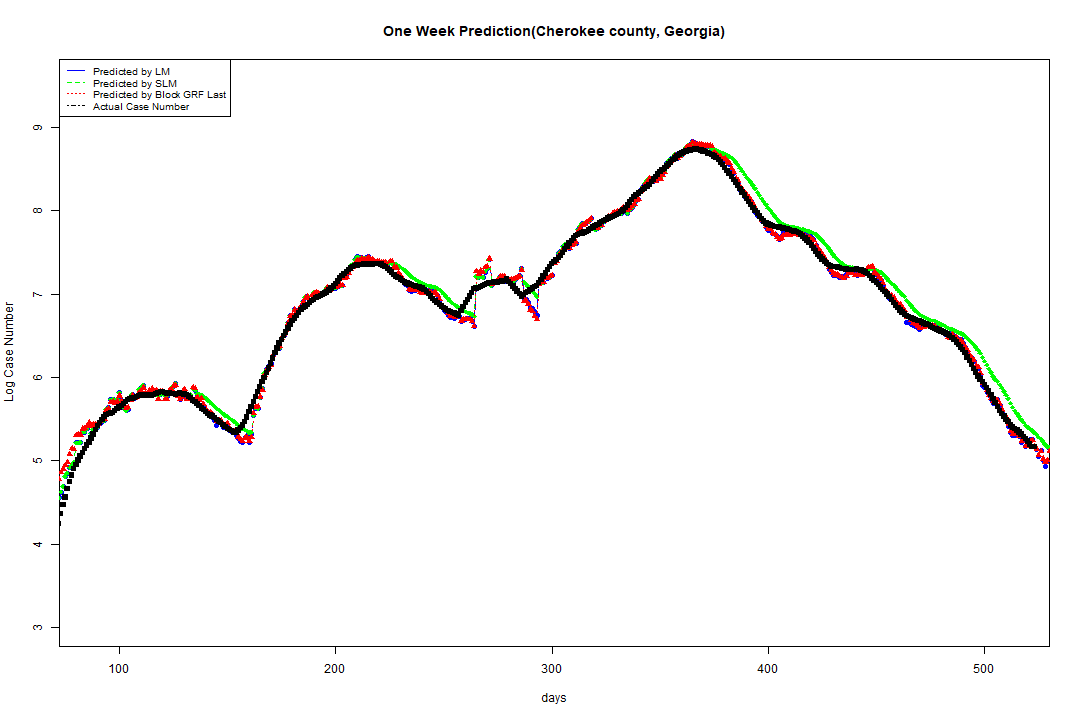 One Week Prediction(Cherokee county, Georgia)
Predicted by LM
Predicted by SLM
Predicted by Block GRF Last
Actual Case Number
Log Case Number
9
8
7
6
5
4
3
100
200
300
400
500
days